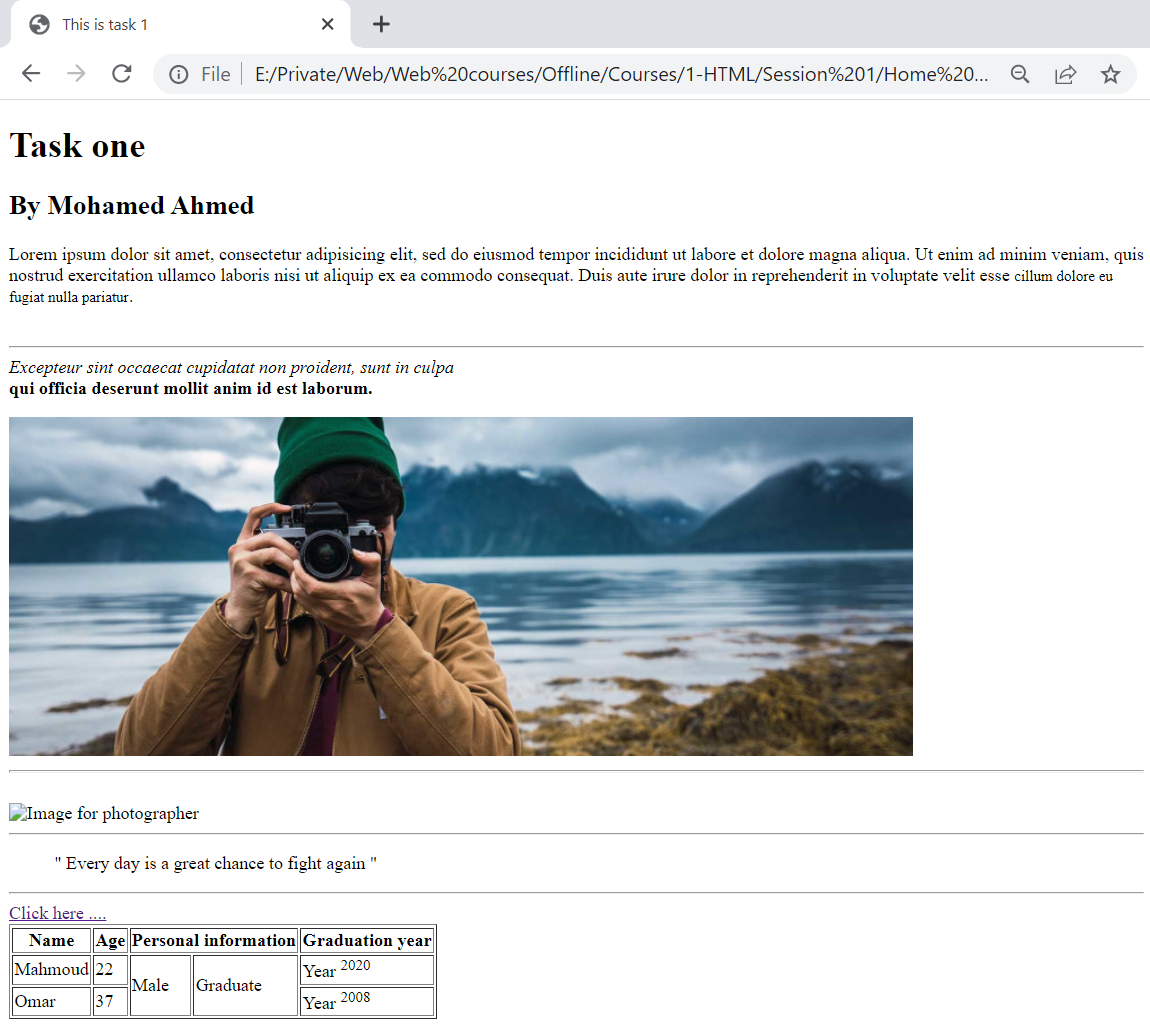 This is task 1
File
E:/Private/Web/Web%20courses/Offline/Courses/1-HTML/Session%201/Home%20...
Task one
By Mohamed Ahmed
Lorem ipsum dolor sit amet, consectetur adipisicing elit, sed do eiusmod tempor incididunt ut labore et dolore magna aliqua. Ut enim ad minim veniam, quis
nostrud exercitation ullamco laboris nisi ut aliquip ex ea commodo consequat. Duis aute irure dolor in reprehenderit in voluptate velit esse cillum dolore eu
fugiat nulla pariatur.
Excepteur sint occaecat cupidatat non proident, sunt in culpa
qui officia deserunt mollit anim id est laborum.
Image for photographer
" Every day is a great chance to fight again "
Click here ....
Name Age Personal information Graduation year
Mahmoud 22 Male Graduate Year 2020
Omar 37 Year 2008